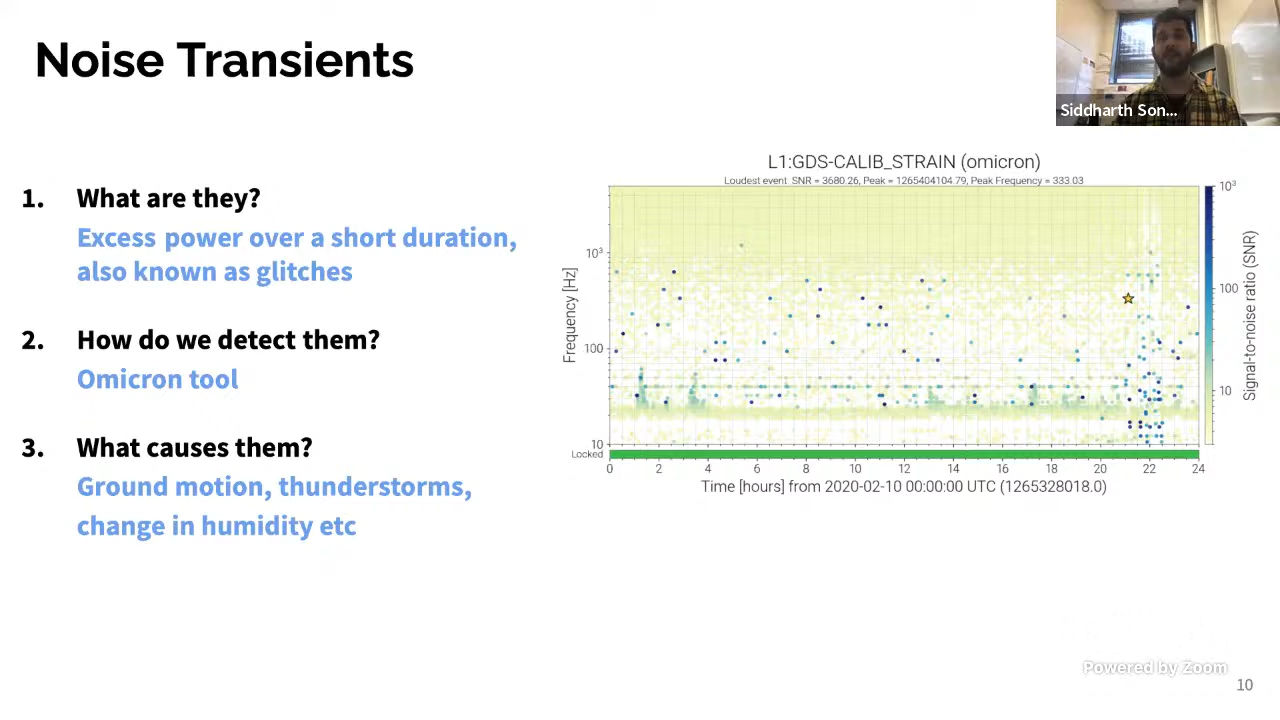 Noise Transients
Siddharth Son...
1. What are they?
Excess power over a short duration,
also known as glitches
2. How do we detect them?
Omicron tool
3. What causes them?
Ground motion, thunderstorms,
change in humidity etc
L1:GDS-CALIB_STRAIN (omicron)
Loudest event SNR = 3680.26, Peak = 1265404104.79, Peak Frequency = 333.03
Frequency [Hz]
10³
100
10
Locked
0 2 4 6 8 10 12 14 16 18 20 22 24
Time [hours] from 2020-02-10 00:00:00 UTC (1265328018.0)
10³
100
10
Signal-to-noise ratio (SNR)
Powered by Zoom
10